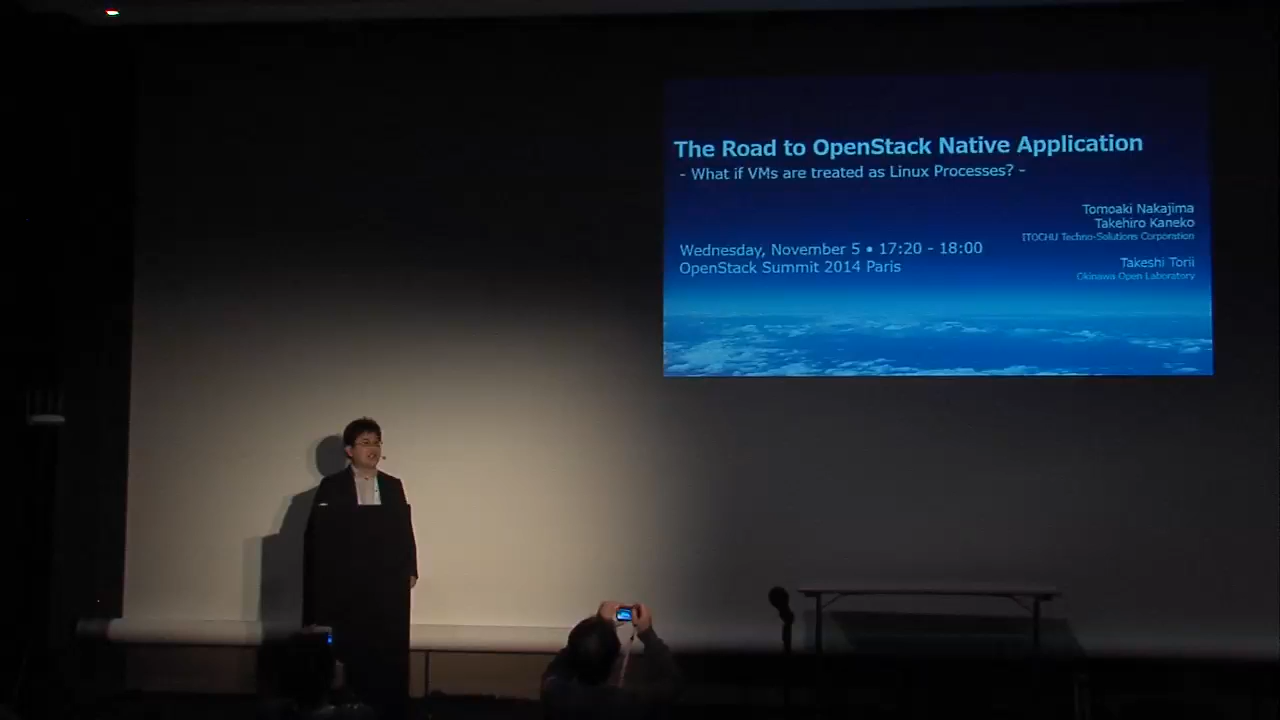 The Road to OpenStack Native Application
- What if VMs are treated as Linux Processes? -
Tomoaki Nakajima
Takehiro Kaneko
ITOCHU Techno-Solutions Corporation
Wednesday, November 5 • 17:20 - 18:00
OpenStack Summit 2014 Paris
Takeshi Torii
Okinawa Open Laboratory